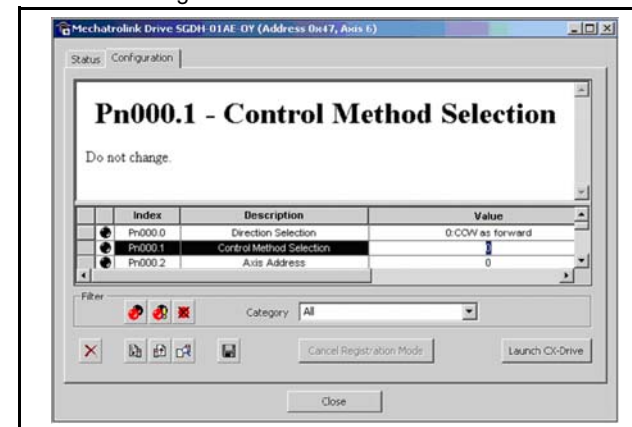 Mechatrolink Drive SGDH-01AE-OY (Address 0x47, Axis 6)
Status Configuration
Pn000.1 - Control Method Selection
Do not change.
Index Description Value
Pn000.0 Direction Selection 0:CCW as forward
Pn000.1 Control Method Selection 0
Pn000.2 Axis Address 0
Filter
Category All
Cancel Registration Mode Launch CX-Drive
Close